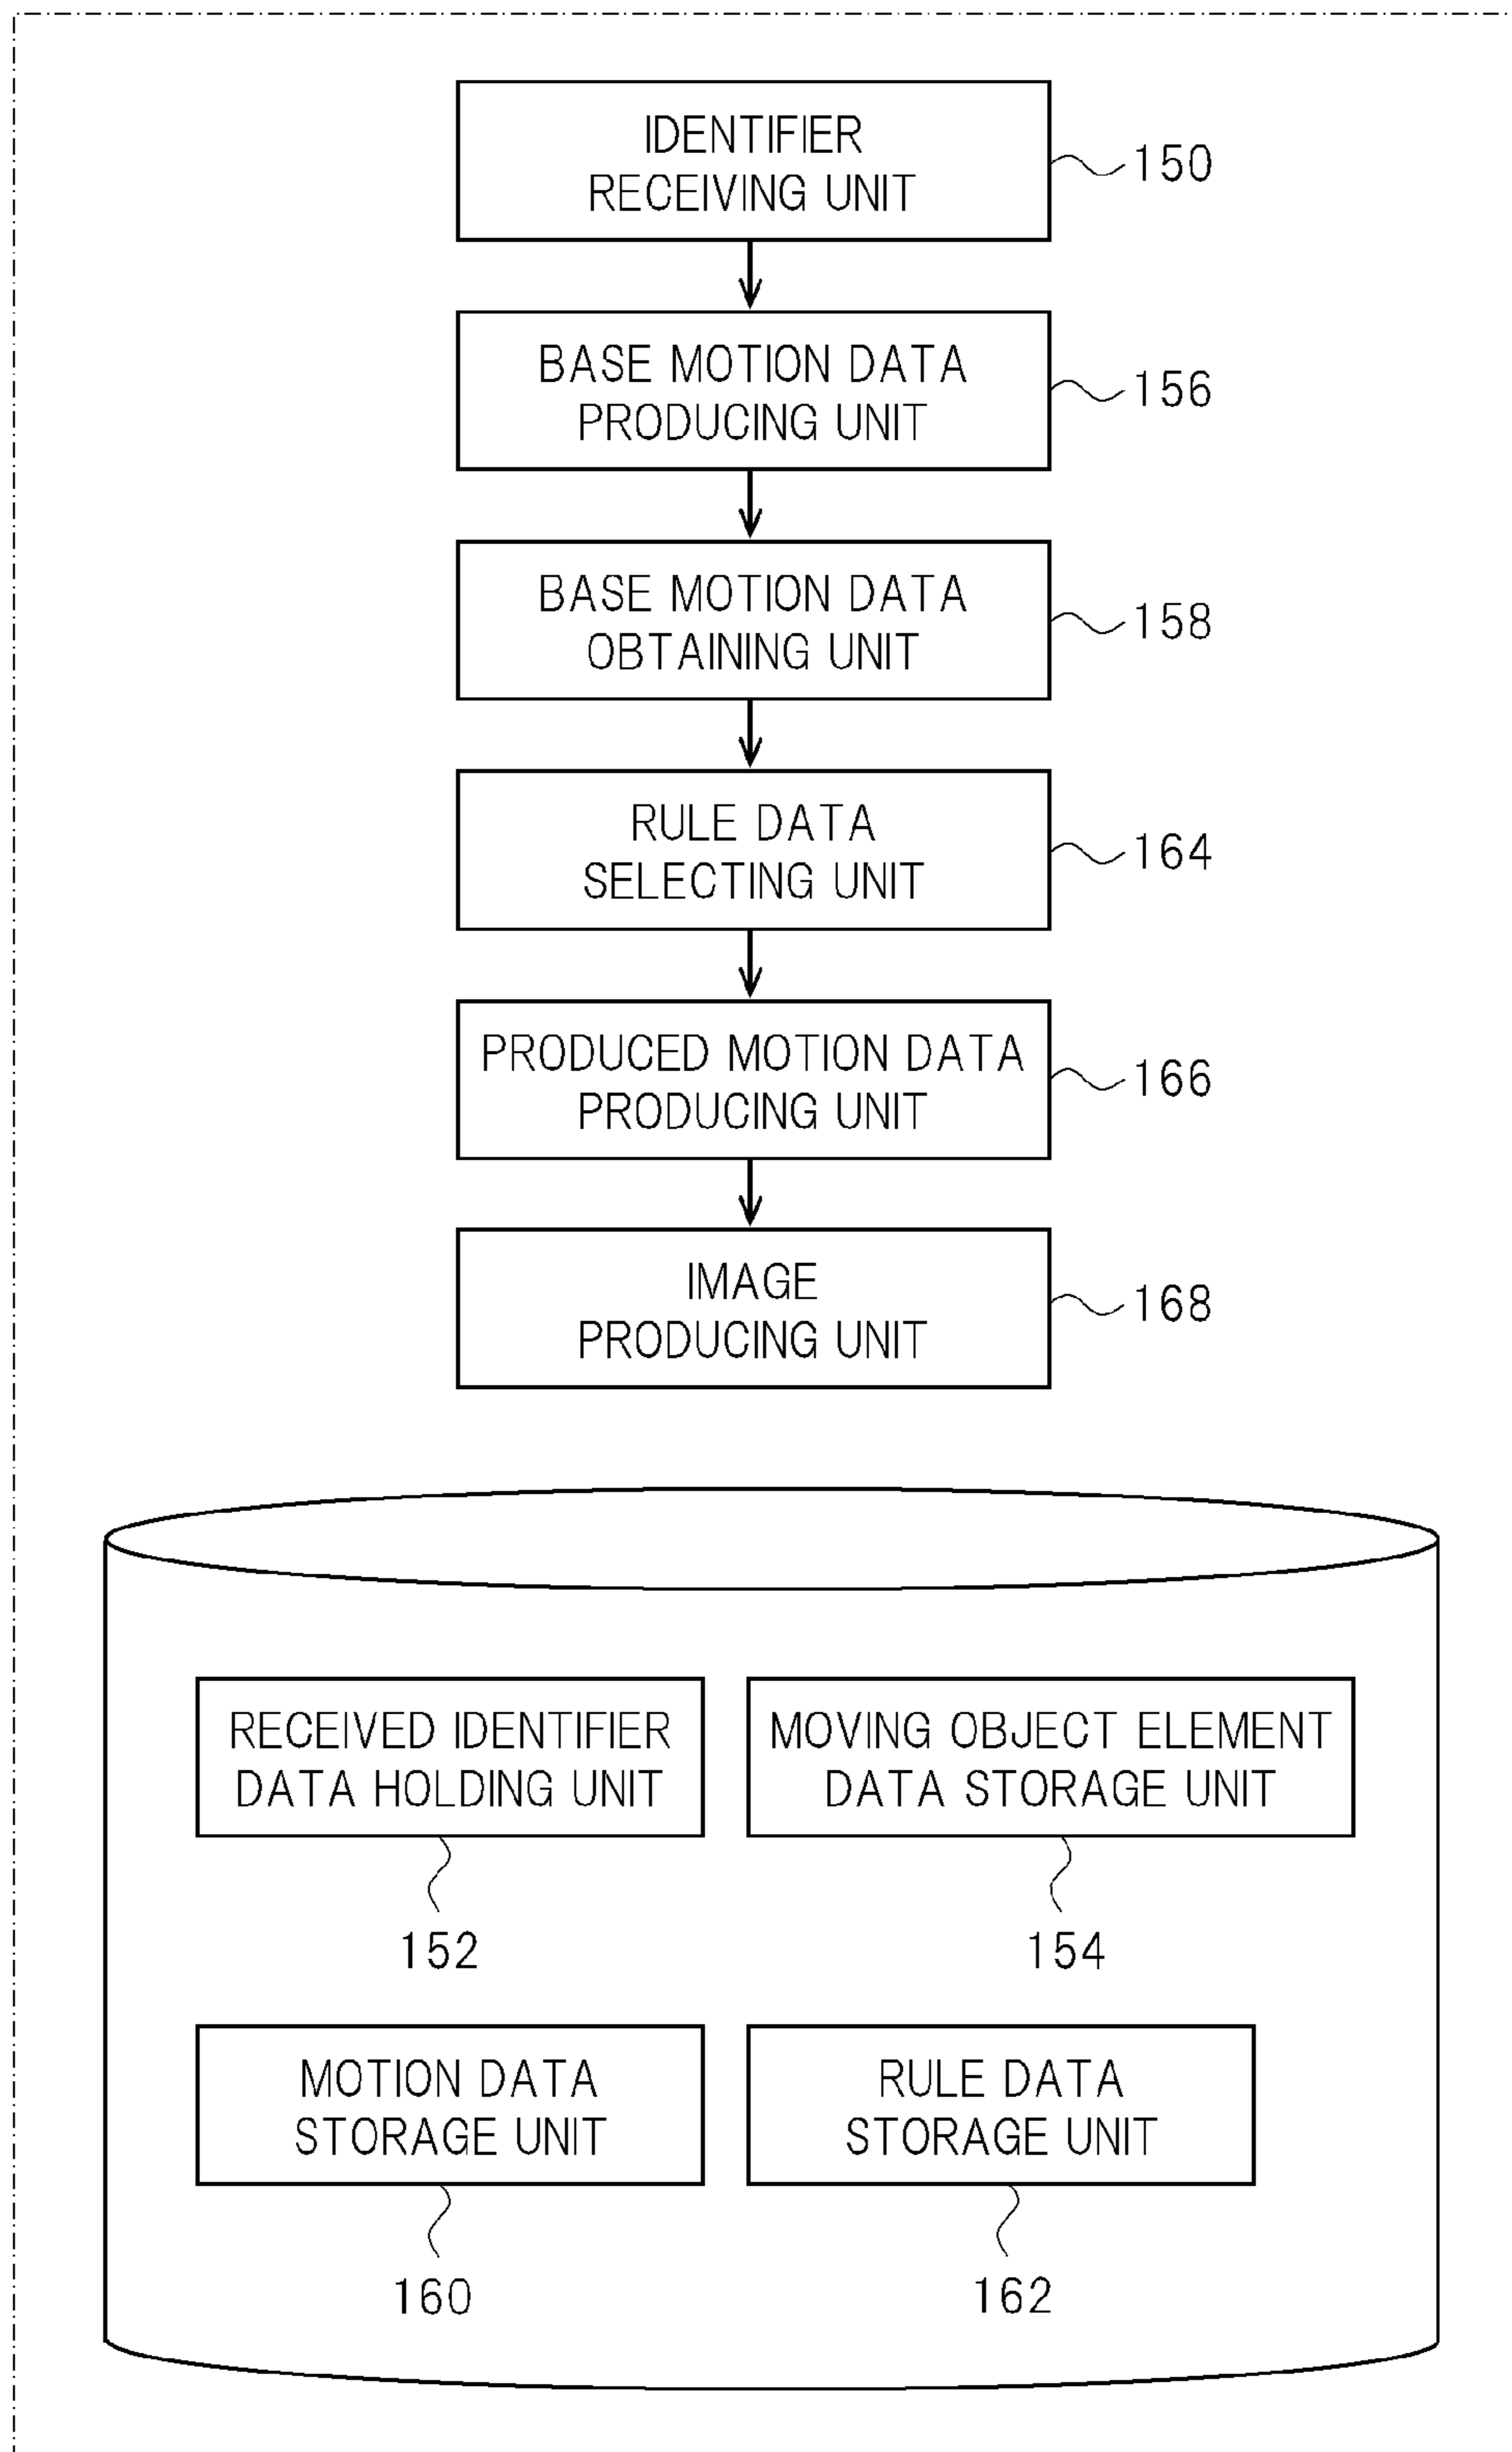 IDENTIFIER
RECEIVING UNIT
150
BASE MOTION DATA
PRODUCING UNIT
156
BASE MOTION DATA
OBTAINING UNIT
158
RULE DATA
SELECTING UNIT
164
PRODUCED MOTION DATA
PRODUCING UNIT
166
IMAGE
PRODUCING UNIT
168
RECEIVED IDENTIFIER
DATA HOLDING UNIT
152
MOVING OBJECT ELEMENT
DATA STORAGE UNIT
154
MOTION DATA
STORAGE UNIT
160
RULE DATA
STORAGE UNIT
162